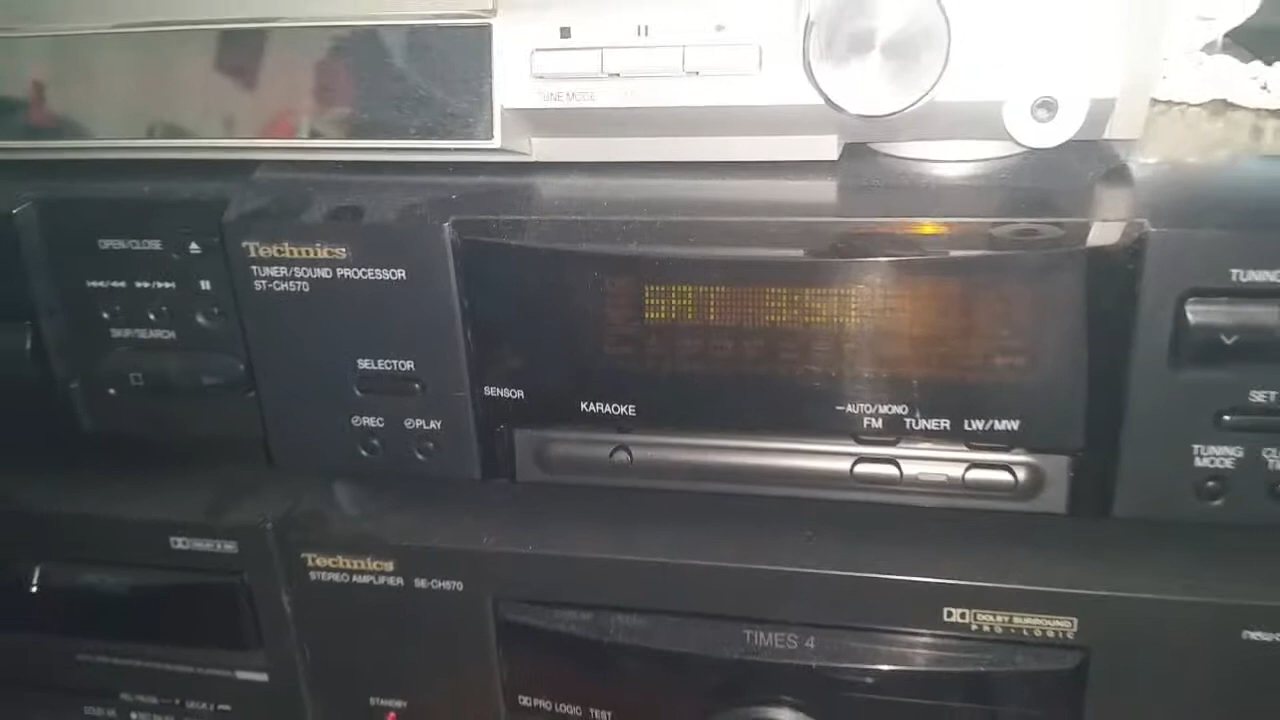 TUNE MODE
OPEN/CLOSE
SKIP/SEARCH
Technics
TUNER/SOUND PROCESSOR
ST-CH570
SELECTOR
REC
PLAY
SENSOR
KARAOKE
—AUTO/MONO
FM
TUNER
LW/MW
TUNING
SET
TUNING
MODE
Technics
STEREO AMPLIFIER SE-CH570
STANDBY
DOLBY SURROUND
PRO·LOGIC
TIMES 4
PRO LOGIC TEST